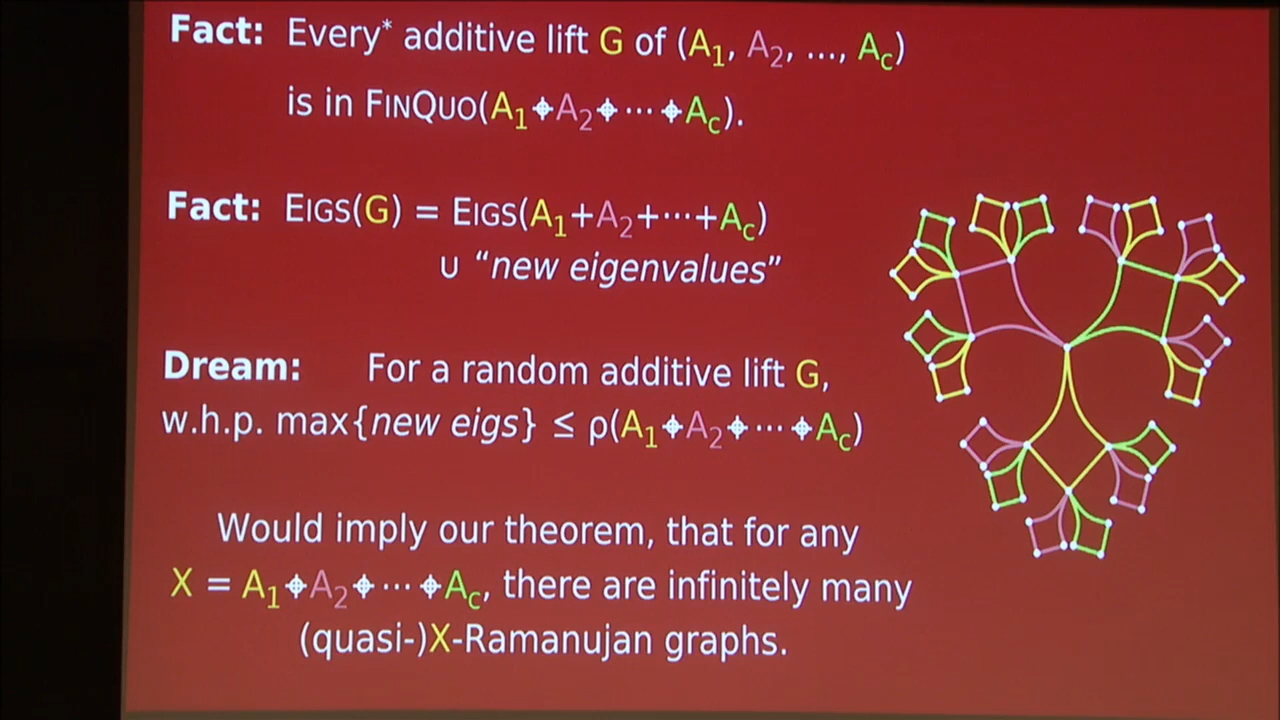 Fact: Every* additive lift G of (A₁, A₂, ..., A_c)
is in FINQUO(A₁⌖A₂⌖ ⋯ ⌖A_c).
Fact: EIGS(G) = EIGS(A₁+A₂+⋯+A_c)
∪ “new eigenvalues”
Dream: For a random additive lift G,
w.h.p. max{new eigs} ≤ ρ(A₁⌖A₂⌖ ⋯ ⌖A_c)
Would imply our theorem, that for any
X = A₁⌖A₂⌖ ⋯ ⌖A_c, there are infinitely many
(quasi-)X-Ramanujan graphs.